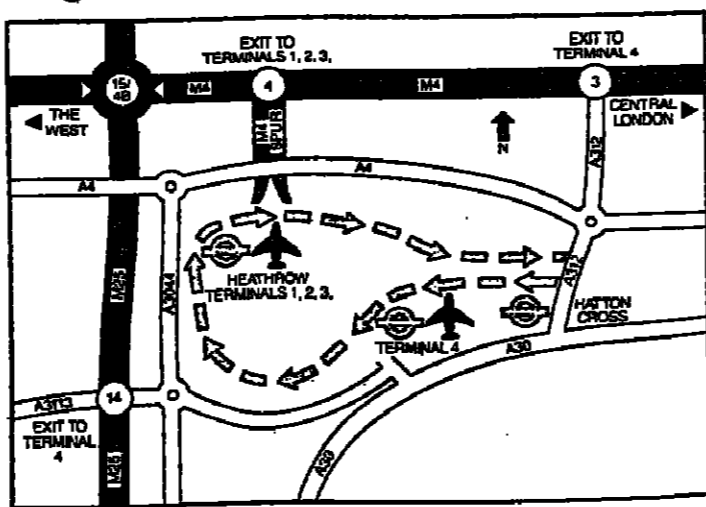 EXIT TO
TERMINALS 1, 2, 3,
EXIT TO
TERMINAL 4
15/
4B
M4
4
M4
3
THE
WEST
M4
SPUR
N
CENTRAL
LONDON
A312
A4
A4
HEATHROW
TERMINALS 1, 2, 3,
A312
HATTON
CROSS
M25
A3044
TERMINAL 4
A30
A3113
14
EXIT TO
TERMINAL
4
M25
A30